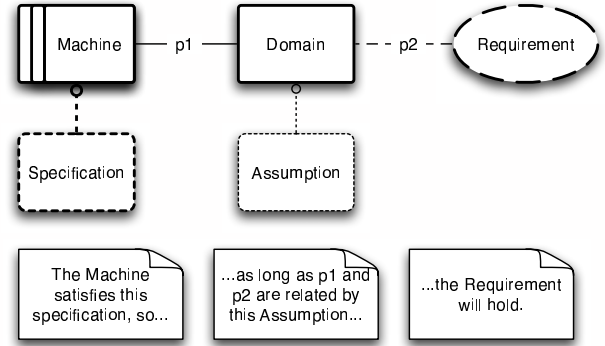 Machine
p1
Domain
p2
Requirement
Specification
Assumption
The Machine
satisfies this
specification, so...
...as long as p1 and
p2 are related by
this Assumption...
...the Requirement
will hold.